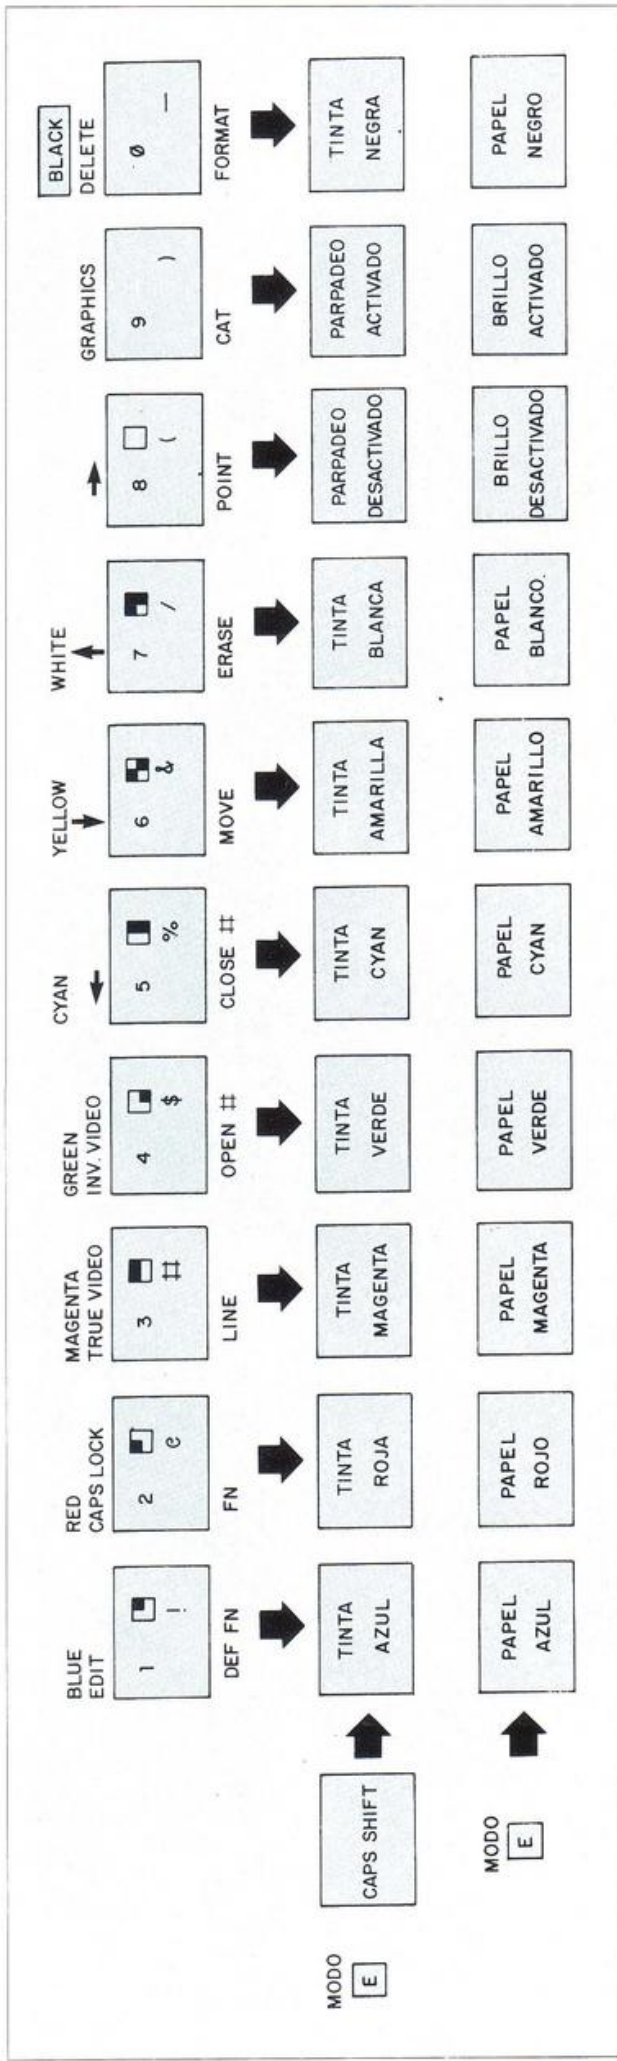 BLUE
EDIT
1
!
DEF FN
RED
CAPS LOCK
2
@
FN
MAGENTA
TRUE VIDEO
3
#
LINE
GREEN
INV. VIDEO
4
$
OPEN #
CYAN
5
%
CLOSE #
YELLOW
6
&
MOVE
WHITE
7
/
ERASE
8
(
POINT
GRAPHICS
9
)
CAT
BLACK
DELETE
0
_
FORMAT
MODO
E
CAPS SHIFT
TINTA
AZUL
TINTA
ROJA
TINTA
MAGENTA
TINTA
VERDE
TINTA
CYAN
TINTA
AMARILLA
TINTA
BLANCA
PARPADEO
DESACTIVADO
PARPADEO
ACTIVADO
TINTA
NEGRA
MODO
E
PAPEL
AZUL
PAPEL
ROJO
PAPEL
MAGENTA
PAPEL
VERDE
PAPEL
CYAN
PAPEL
AMARILLO
PAPEL
BLANCO.
BRILLO
DESACTIVADO
BRILLO
ACTIVADO
PAPEL
NEGRO